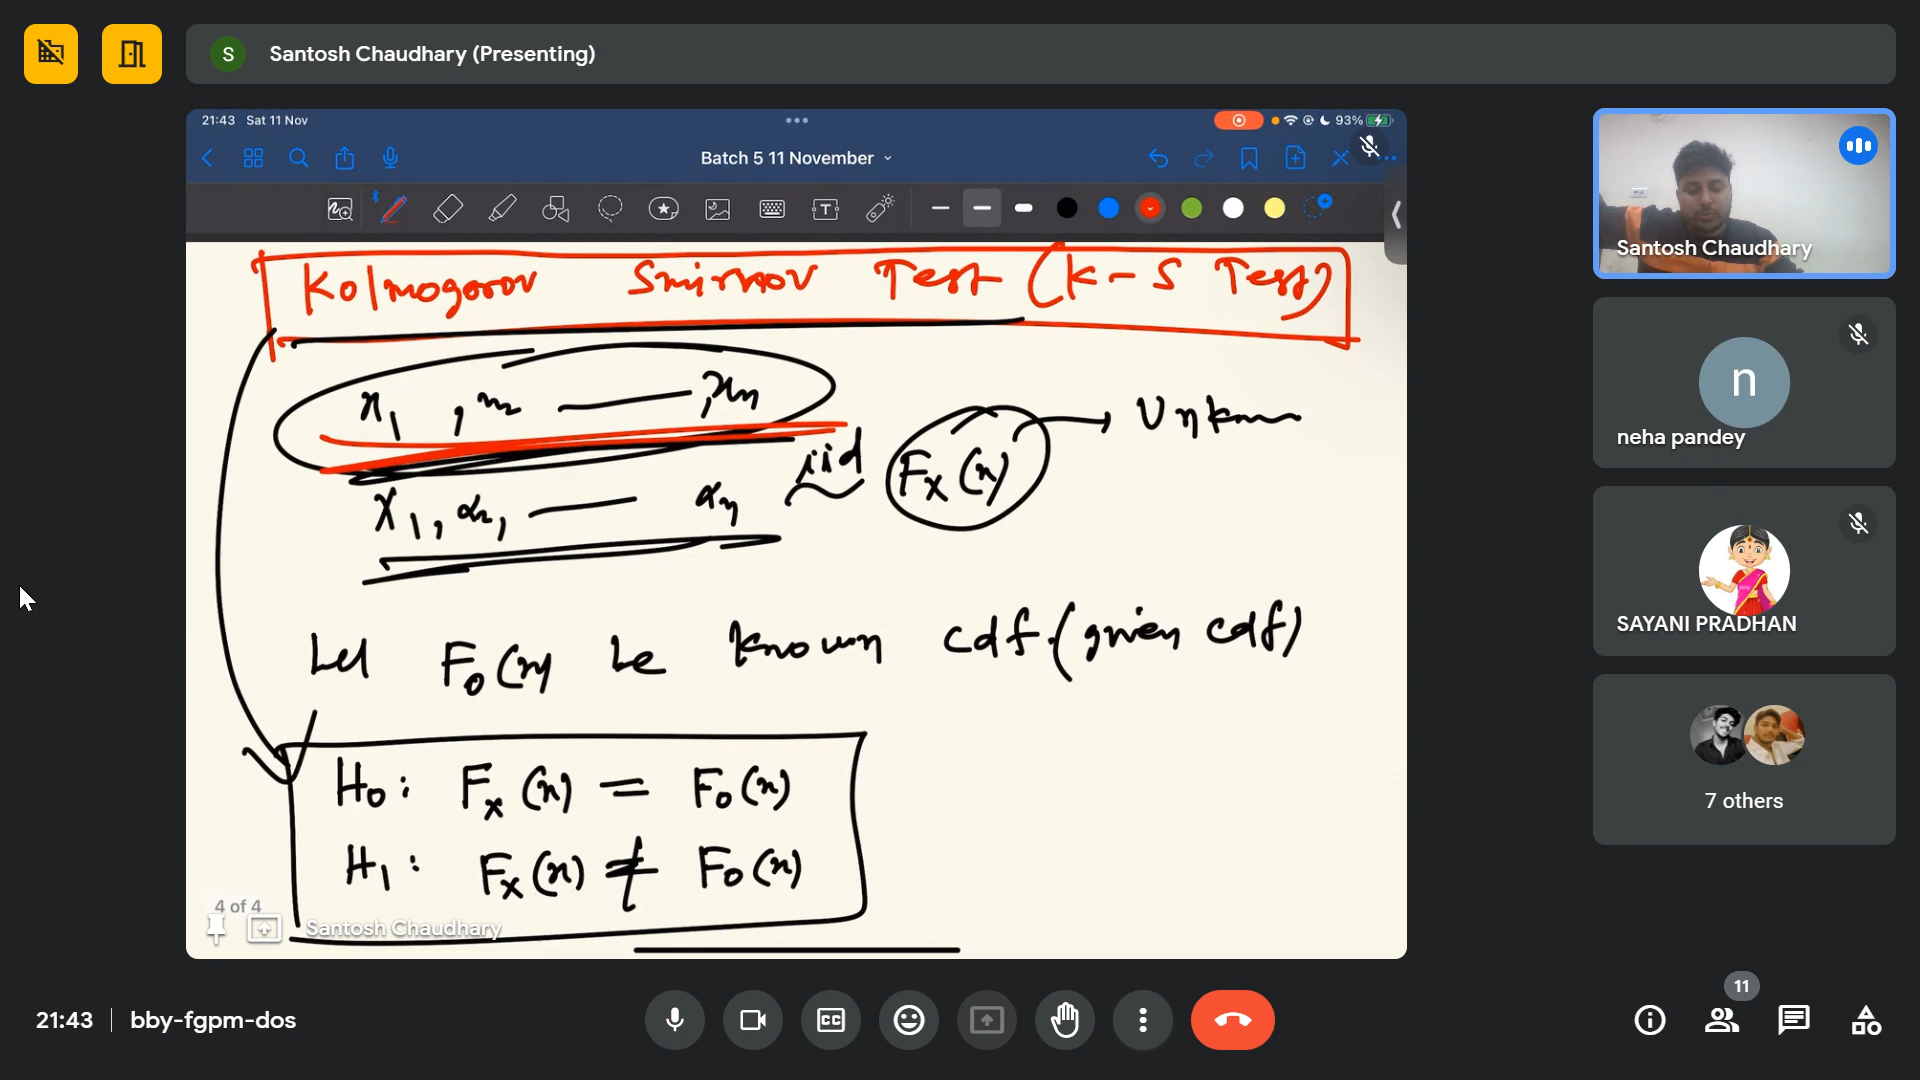 S Santosh Chaudhary (Presenting)
21:43 Sat 11 Nov
93%
Batch 5 11 November
Kolmogorov Smirnov Test (K-S Test)
x1, x2 — , xn
X1, X2, — Xn iid Fx(x) → Unknown
Let F0(x) be known cdf. (given cdf)
H0: Fx(x) = F0(x)
H1: Fx(x) ≠ F0(x)
4 of 4
Santosh Chaudhary
Santosh Chaudhary
n
neha pandey
SAYANI PRADHAN
7 others
21:43 | bby-fgpm-dos
CC
11